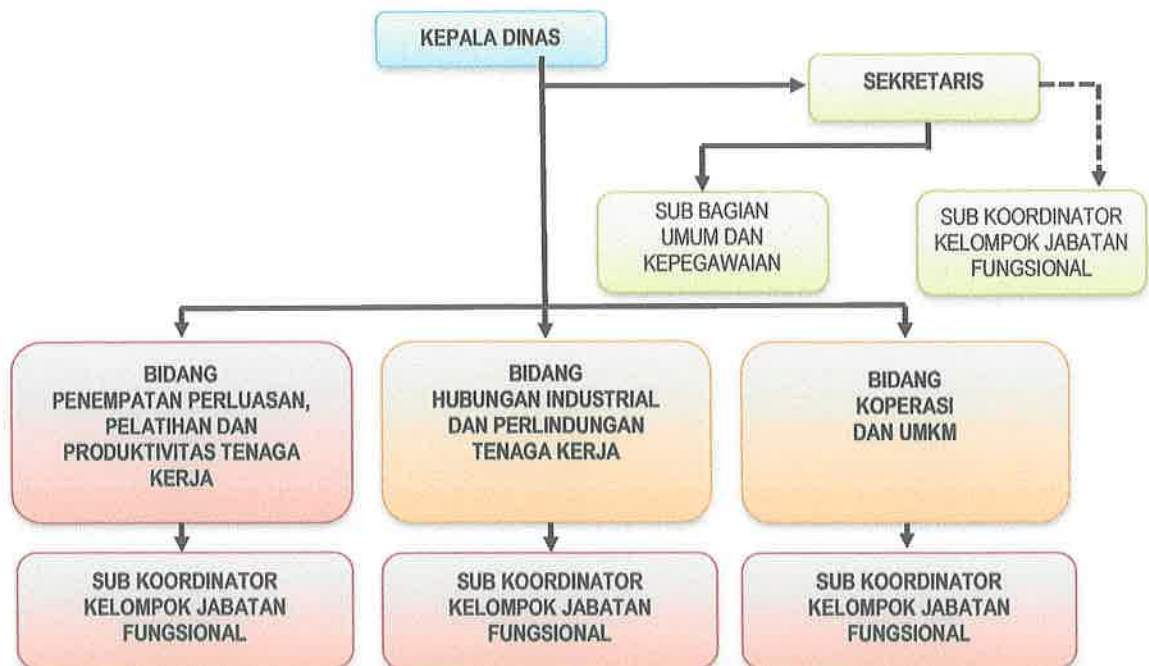 KEPALA DINAS
SEKRETARIS
SUB BAGIAN
UMUM DAN
KEPEGAWAIAN
SUB KOORDINATOR
KELOMPOK JABATAN
FUNGSIONAL
BIDANG
PENEMPATAN PERLUASAN,
PELATIHAN DAN
PRODUKTIVITAS TENAGA
KERJA
BIDANG
HUBUNGAN INDUSTRIAL
DAN PERLINDUNGAN
TENAGA KERJA
BIDANG
KOPERASI
DAN UMKM
SUB KOORDINATOR
KELOMPOK JABATAN
FUNGSIONAL
SUB KOORDINATOR
KELOMPOK JABATAN
FUNGSIONAL
SUB KOORDINATOR
KELOMPOK JABATAN
FUNGSIONAL